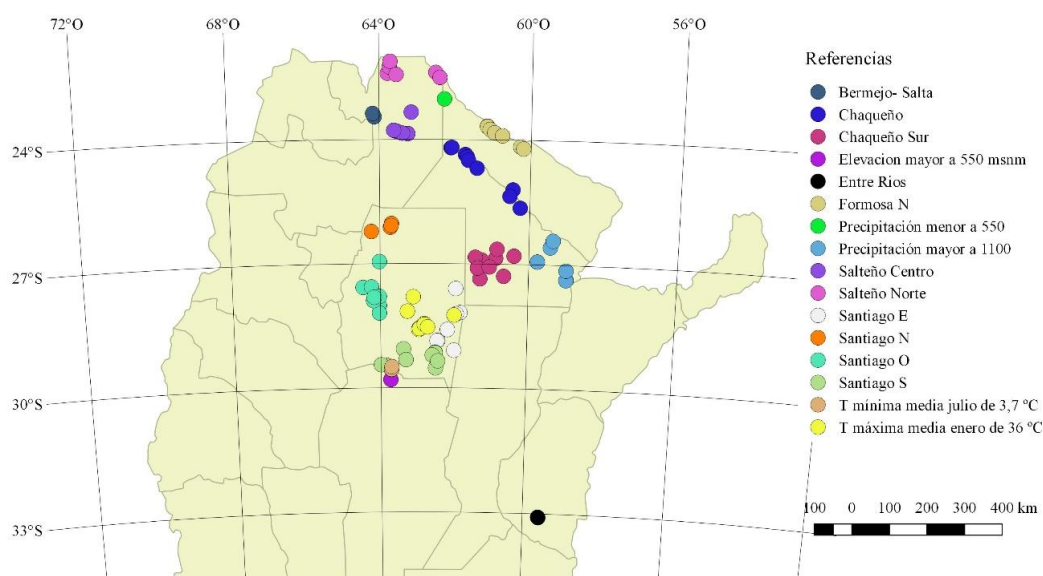 72°O 68°O 64°O 60°O 56°O
Referencias
Bermejo- Salta
Chaqueño
Chaqueño Sur
24°S
Elevacion mayor a 550 msnm
Entre Rios
Formosa N
Precipitación menor a 550
Precipitación mayor a 1100
Salteño Centro
27°S
Salteño Norte
Santiago E
Santiago N
Santiago O
Santiago S
30°S
T mínima media julio de 3,7 ºC
T máxima media enero de 36 ºC
100 0 100 200 300 400 km
33°S